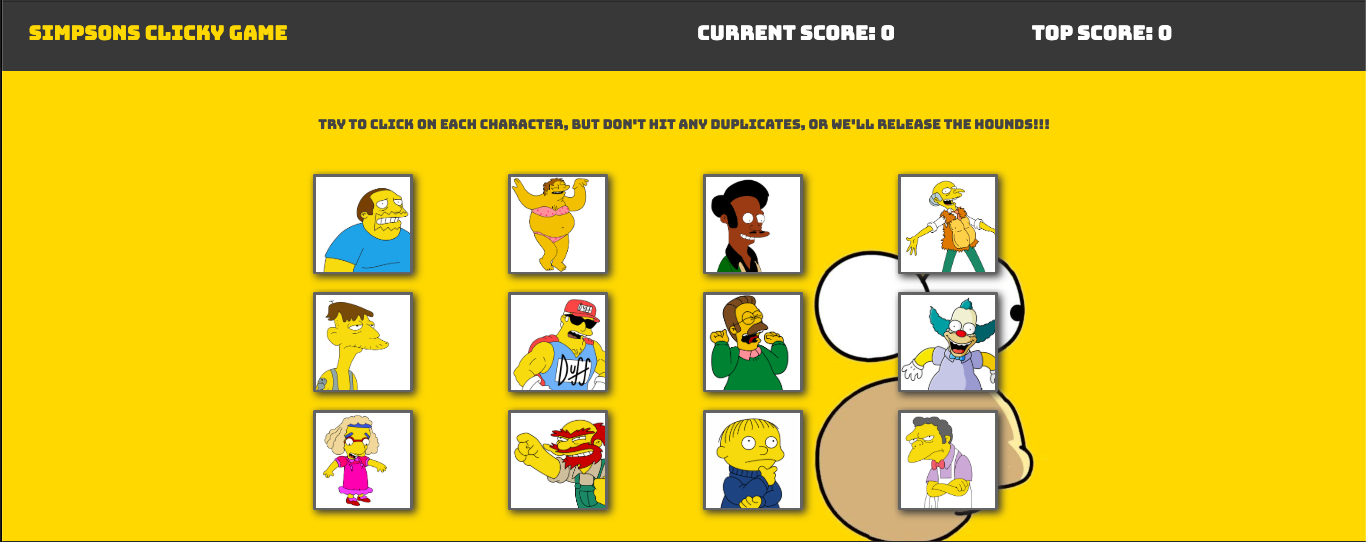 SIMPSONS CLICKY GAME
CURRENT SCORE: 0
TOP SCORE: 0
TRY TO CLICK ON EACH CHARACTER, BUT DON'T HIT ANY DUPLICATES, OR WE'LL RELEASE THE HOUNDS!!!
Duff